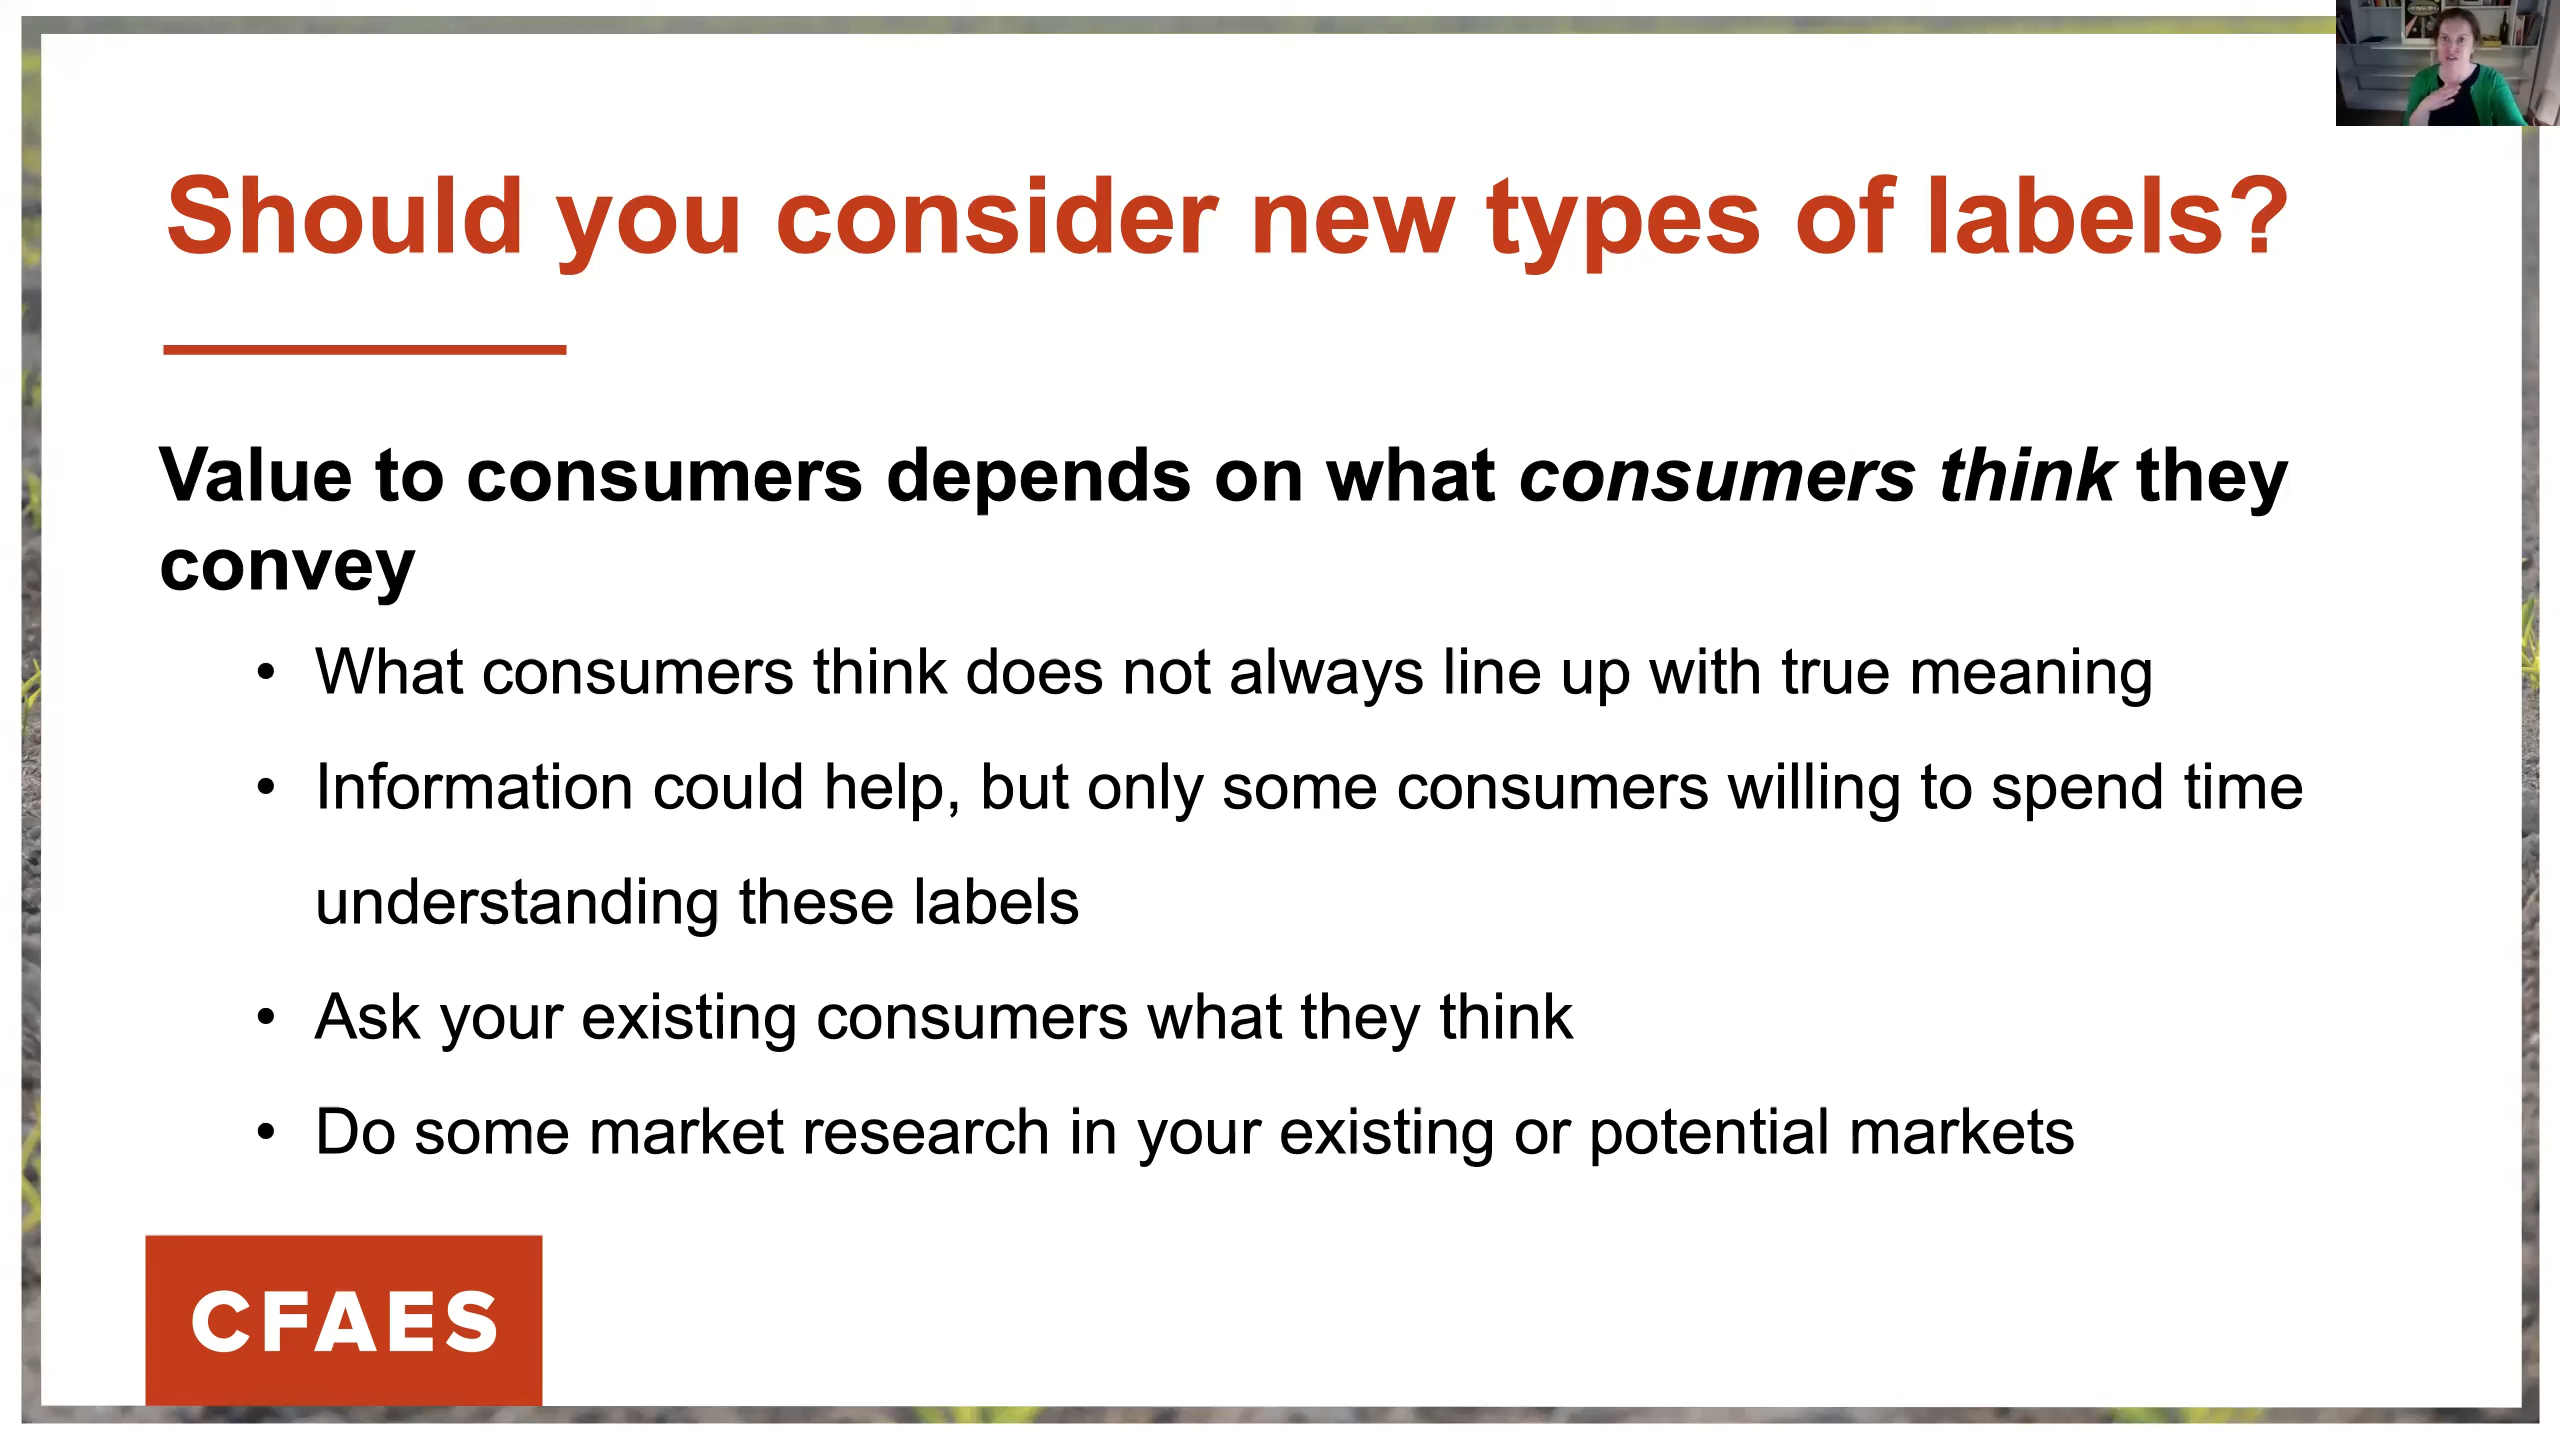 Should you consider new types of labels?
Value to consumers depends on what consumers think they
convey
• What consumers think does not always line up with true meaning
• Information could help, but only some consumers willing to spend time
understanding these labels
• Ask your existing consumers what they think
• Do some market research in your existing or potential markets
CFAES